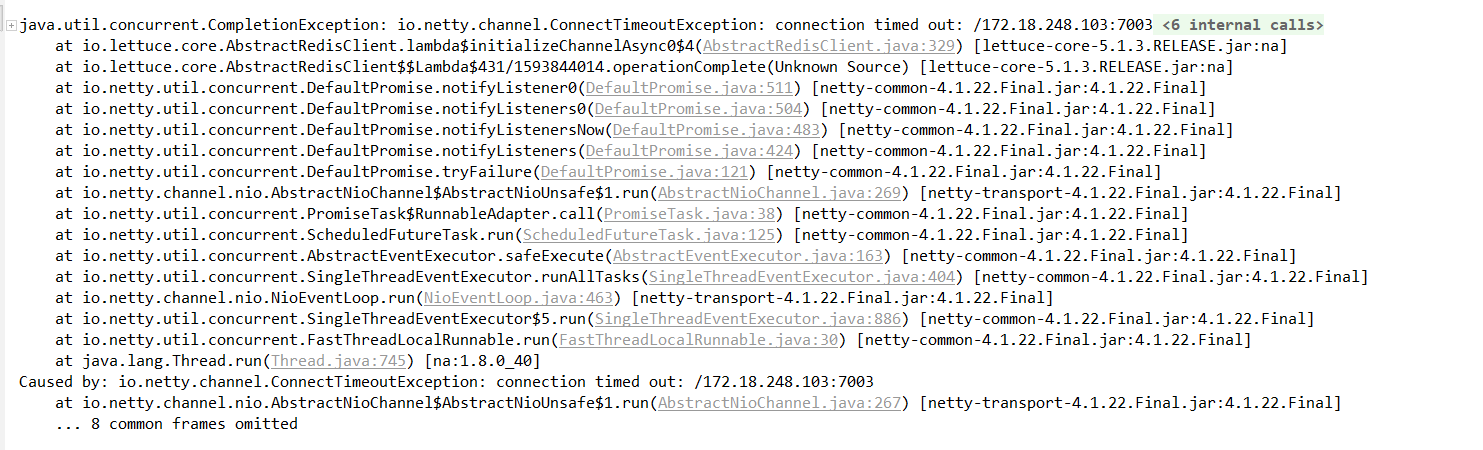 java.util.concurrent.CompletionException: io.netty.channel.ConnectTimeoutException: connection timed out: /172.18.248.103:7003 <6 internal calls>
at io.lettuce.core.AbstractRedisClient.lambda$initializeChannelAsync0$4(AbstractRedisClient.java:329) [lettuce-core-5.1.3.RELEASE.jar:na]
at io.lettuce.core.AbstractRedisClient$$Lambda$431/1593844014.operationComplete(Unknown Source) [lettuce-core-5.1.3.RELEASE.jar:na]
at io.netty.util.concurrent.DefaultPromise.notifyListener0(DefaultPromise.java:511) [netty-common-4.1.22.Final.jar:4.1.22.Final]
at io.netty.util.concurrent.DefaultPromise.notifyListeners0(DefaultPromise.java:504) [netty-common-4.1.22.Final.jar:4.1.22.Final]
at io.netty.util.concurrent.DefaultPromise.notifyListenersNow(DefaultPromise.java:483) [netty-common-4.1.22.Final.jar:4.1.22.Final]
at io.netty.util.concurrent.DefaultPromise.notifyListeners(DefaultPromise.java:424) [netty-common-4.1.22.Final.jar:4.1.22.Final]
at io.netty.util.concurrent.DefaultPromise.tryFailure(DefaultPromise.java:121) [netty-common-4.1.22.Final.jar:4.1.22.Final]
at io.netty.channel.nio.AbstractNioChannel$AbstractNioUnsafe$1.run(AbstractNioChannel.java:269) [netty-transport-4.1.22.Final.jar:4.1.22.Final]
at io.netty.util.concurrent.PromiseTask$RunnableAdapter.call(PromiseTask.java:38) [netty-common-4.1.22.Final.jar:4.1.22.Final]
at io.netty.util.concurrent.ScheduledFutureTask.run(ScheduledFutureTask.java:125) [netty-common-4.1.22.Final.jar:4.1.22.Final]
at io.netty.util.concurrent.AbstractEventExecutor.safeExecute(AbstractEventExecutor.java:163) [netty-common-4.1.22.Final.jar:4.1.22.Final]
at io.netty.util.concurrent.SingleThreadEventExecutor.runAllTasks(SingleThreadEventExecutor.java:404) [netty-common-4.1.22.Final.jar:4.1.22.Final]
at io.netty.channel.nio.NioEventLoop.run(NioEventLoop.java:463) [netty-transport-4.1.22.Final.jar:4.1.22.Final]
at io.netty.util.concurrent.SingleThreadEventExecutor$5.run(SingleThreadEventExecutor.java:886) [netty-common-4.1.22.Final.jar:4.1.22.Final]
at io.netty.util.concurrent.FastThreadLocalRunnable.run(FastThreadLocalRunnable.java:30) [netty-common-4.1.22.Final.jar:4.1.22.Final]
at java.lang.Thread.run(Thread.java:745) [na:1.8.0_40]
Caused by: io.netty.channel.ConnectTimeoutException: connection timed out: /172.18.248.103:7003
at io.netty.channel.nio.AbstractNioChannel$AbstractNioUnsafe$1.run(AbstractNioChannel.java:267) [netty-transport-4.1.22.Final.jar:4.1.22.Final]
... 8 common frames omitted